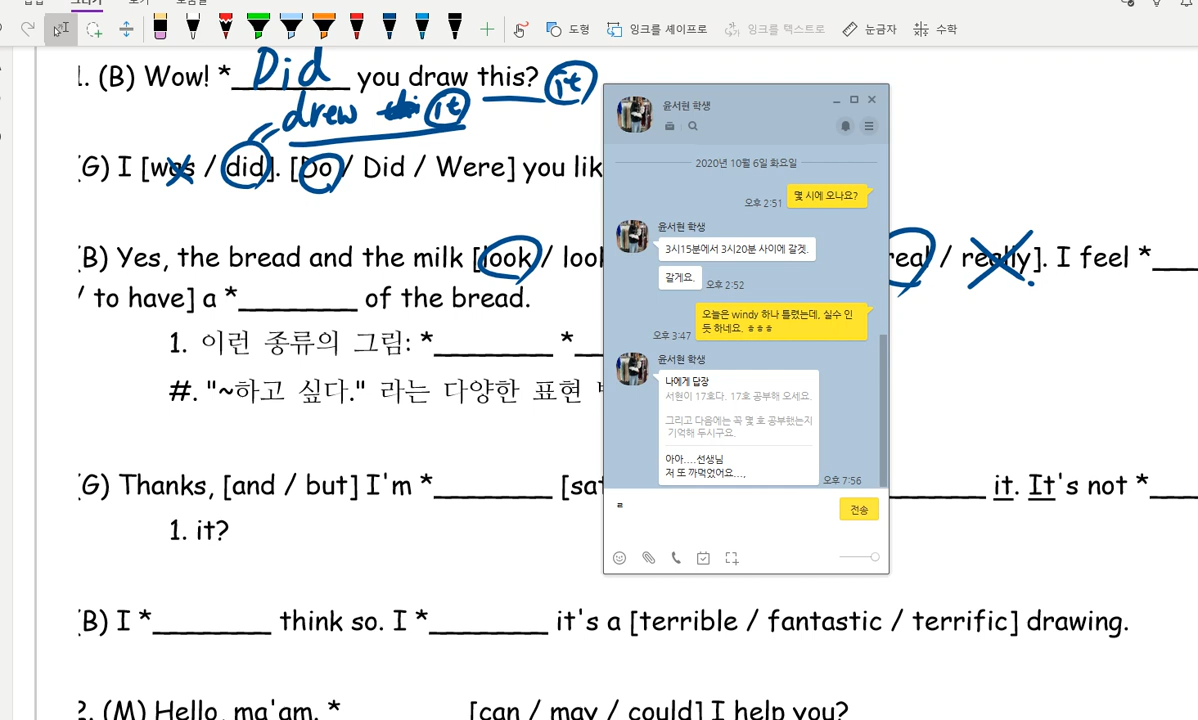 도형
잉크를 셰이프로
잉크를 텍스트로
눈금자
수학
1. (B) Wow! *________ Did you draw this? it
drew it
(G) I [was / did]. [Do / Did / Were] you lik
(B) Yes, the bread and the milk [look / look
real / really]. I feel *
/ to have] a *________ of the bread.
1. 이런 종류의 그림: *________ *
#. "~하고 싶다." 라는 다양한 표현
(G) Thanks, [and / but] I'm *________ [sat
________ it. It's not *
1. it?
(B) I *________ think so. I *________ it's a [terrible / fantastic / terrific] drawing.
2. (M) Hello, ma'am. *________ [can / may / could] I help you?
윤서현 학생
2020년 10월 6일 화요일
몇 시에 오나요?
오후 2:51
윤서현 학생
3시15분에서 3시20분 사이에 갈겟.
갈게요.
오후 2:52
오늘은 windy 하나 틀렸는데, 실수 인
듯 하네요. ㅎㅎㅎ
오후 3:47
윤서현 학생
나에게 답장
서현이 17호다. 17호 공부해 오세요.
그리고 다음에는 꼭 몇 호 공부했는지
기억해 두시구요.
아아....선생님
저 또 까먹었어요...,
오후 7:56
ㄹ
전송